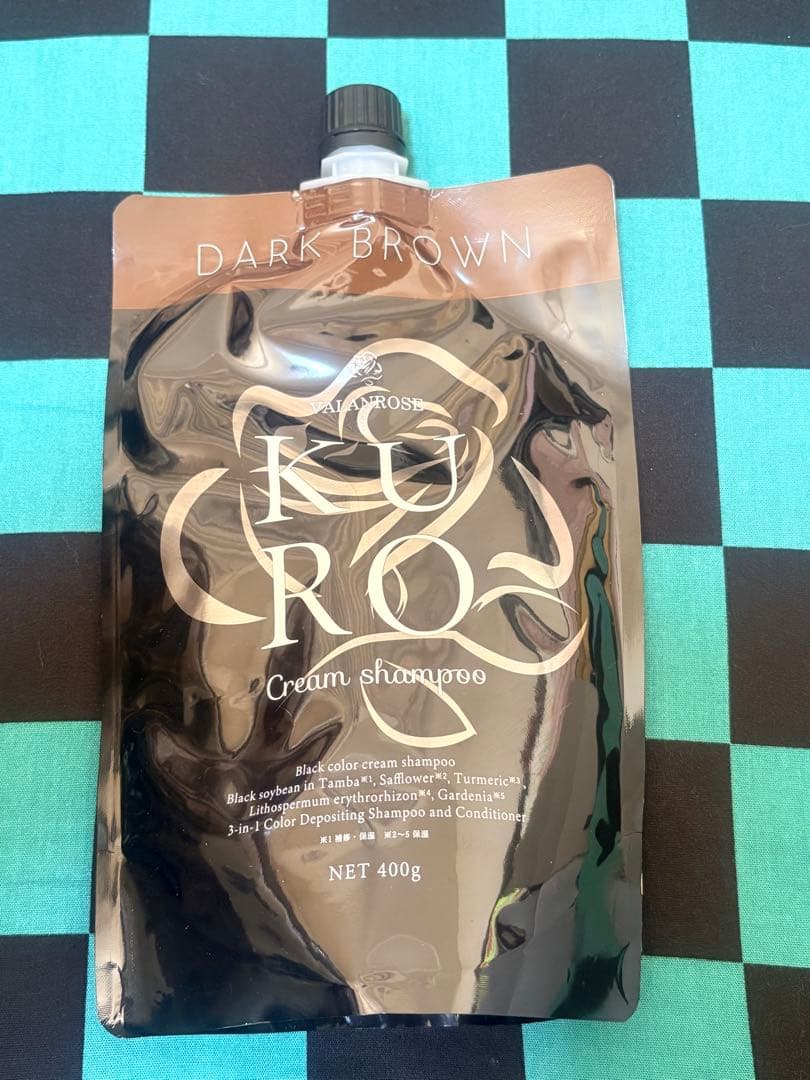 DARK BROWN
VALANROSE
KU
RO
Cream shampoo
Black color cream shampoo
Black soybean in Tamba※1, Safflower※2, Turmeric※3,
Lithospermum erythrorhizon※4, Gardenia※5
3-in-1 Color Depositing Shampoo and Conditioner
※1 補修・保湿 ※2～5 保湿
NET 400g